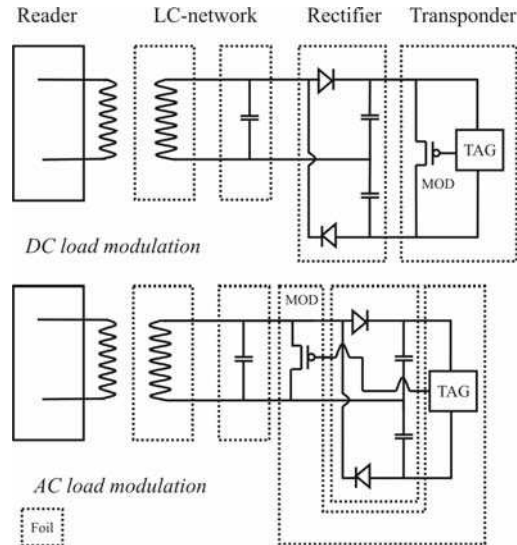 Reader LC-network Rectifier Transponder
TAG
MOD
DC load modulation
MOD
TAG
AC load modulation
Foil